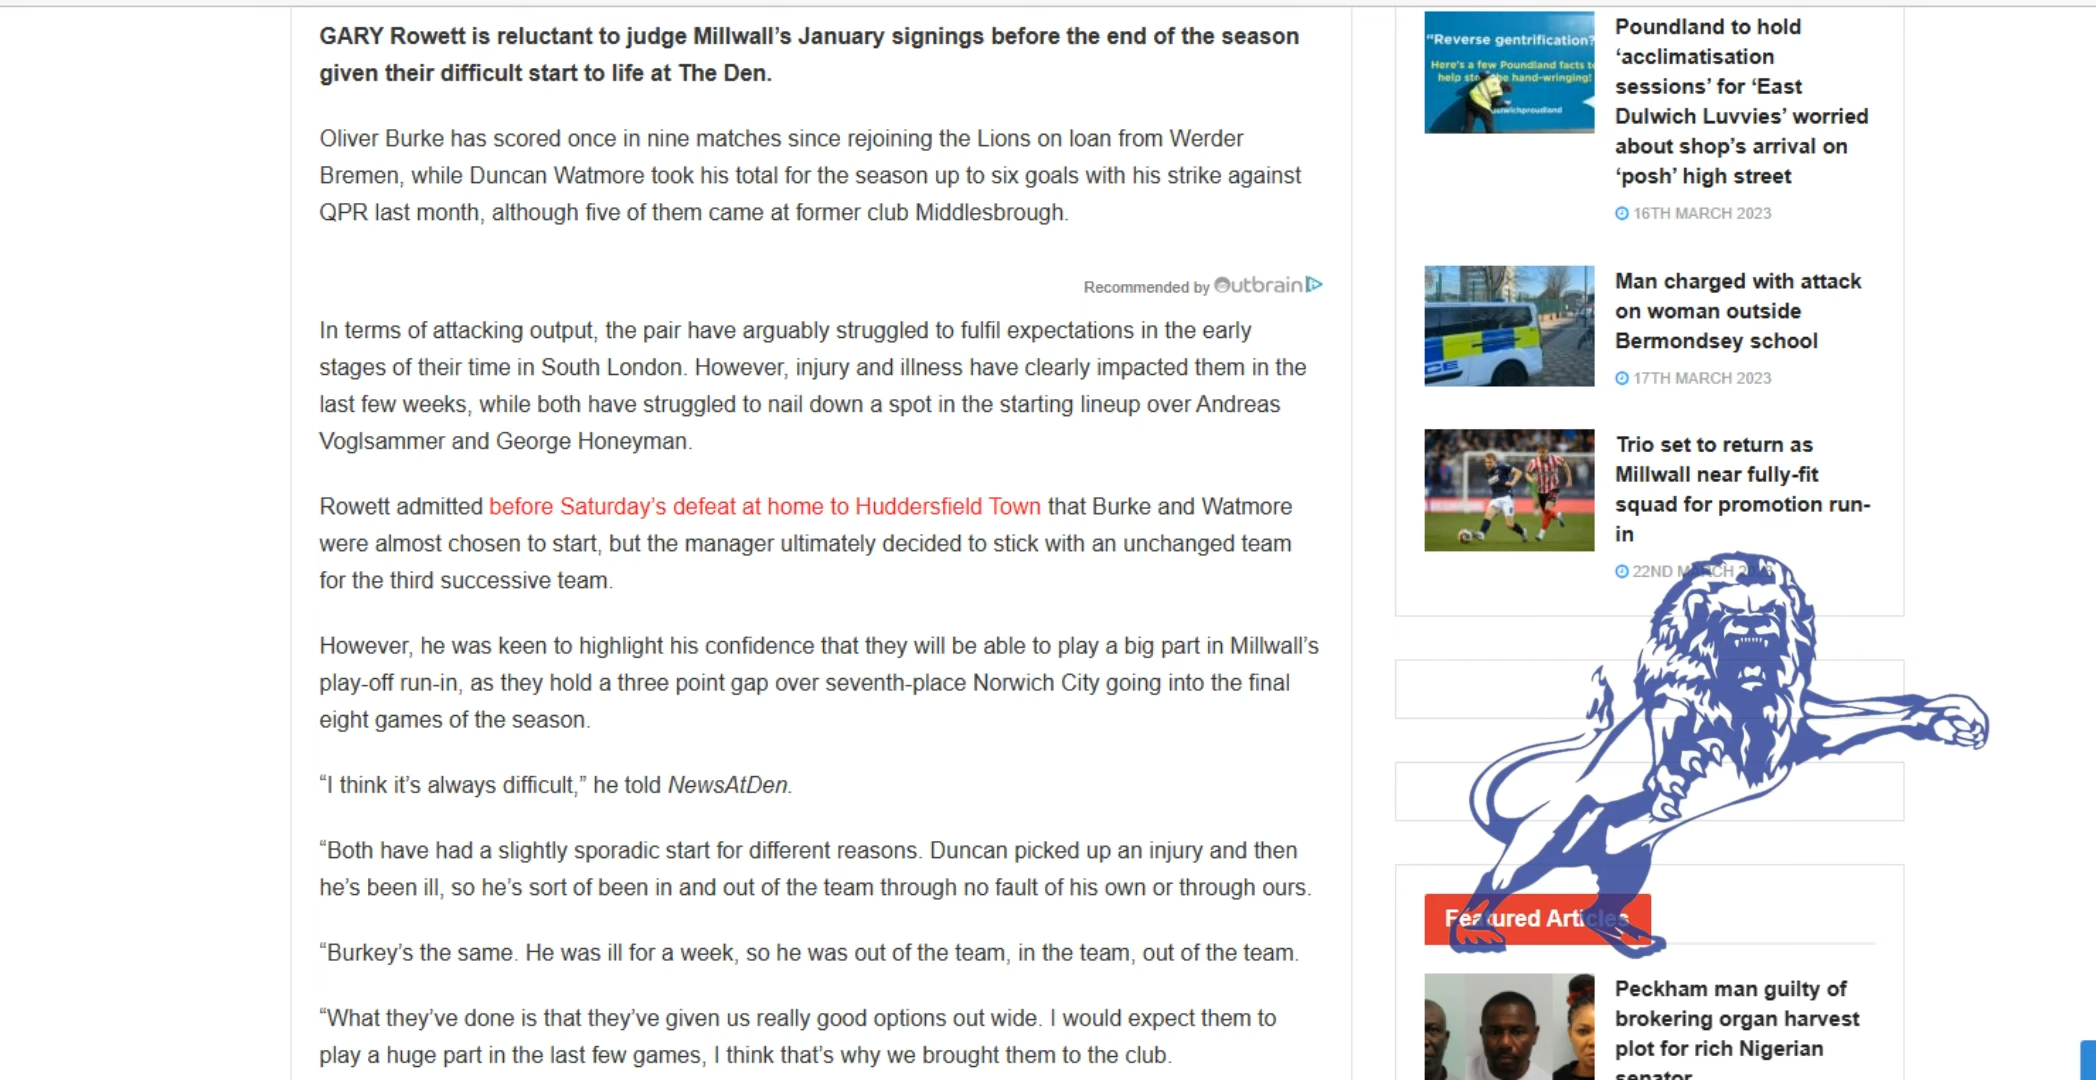 GARY Rowett is reluctant to judge Millwall’s January signings before the end of the season
given their difficult start to life at The Den.
Oliver Burke has scored once in nine matches since rejoining the Lions on loan from Werder
Bremen, while Duncan Watmore took his total for the season up to six goals with his strike against
QPR last month, although five of them came at former club Middlesbrough.
Recommended by Outbrain
In terms of attacking output, the pair have arguably struggled to fulfil expectations in the early
stages of their time in South London. However, injury and illness have clearly impacted them in the
last few weeks, while both have struggled to nail down a spot in the starting lineup over Andreas
Voglsammer and George Honeyman.
Rowett admitted before Saturday’s defeat at home to Huddersfield Town that Burke and Watmore
were almost chosen to start, but the manager ultimately decided to stick with an unchanged team
for the third successive team.
However, he was keen to highlight his confidence that they will be able to play a big part in Millwall’s
play-off run-in, as they hold a three point gap over seventh-place Norwich City going into the final
eight games of the season.
“I think it’s always difficult,” he told NewsAtDen.
“Both have had a slightly sporadic start for different reasons. Duncan picked up an injury and then
he’s been ill, so he’s sort of been in and out of the team through no fault of his own or through ours.
“Burkey’s the same. He was ill for a week, so he was out of the team, in the team, out of the team.
“What they’ve done is that they’ve given us really good options out wide. I would expect them to
play a huge part in the last few games, I think that’s why we brought them to the club.
“Reverse gentrification?
Here’s a few Poundland facts to
help the hand-wringing!
Poundland to hold
‘acclimatisation
sessions’ for ‘East
Dulwich Luvvies’ worried
about shop’s arrival on
‘posh’ high street
16TH MARCH 2023
Man charged with attack
on woman outside
Bermondsey school
17TH MARCH 2023
Trio set to return as
Millwall near fully-fit
squad for promotion run-
in
22ND MARCH 2023
Featured Articles
Peckham man guilty of
brokering organ harvest
plot for rich Nigerian
senator